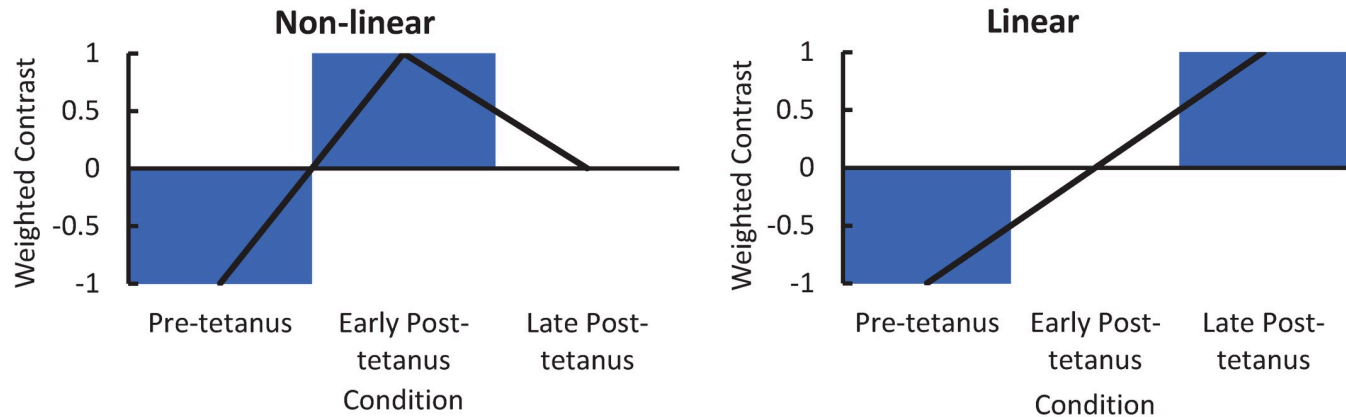 Non-linear
Weighted Contrast
1
0.5
0
-0.5
-1
Pre-tetanus
Early Post-
tetanus
Late Post-
tetanus
Condition
Linear
Weighted Contrast
1
0.5
0
-0.5
-1
Pre-tetanus
Early Post-
tetanus
Late Post-
tetanus
Condition